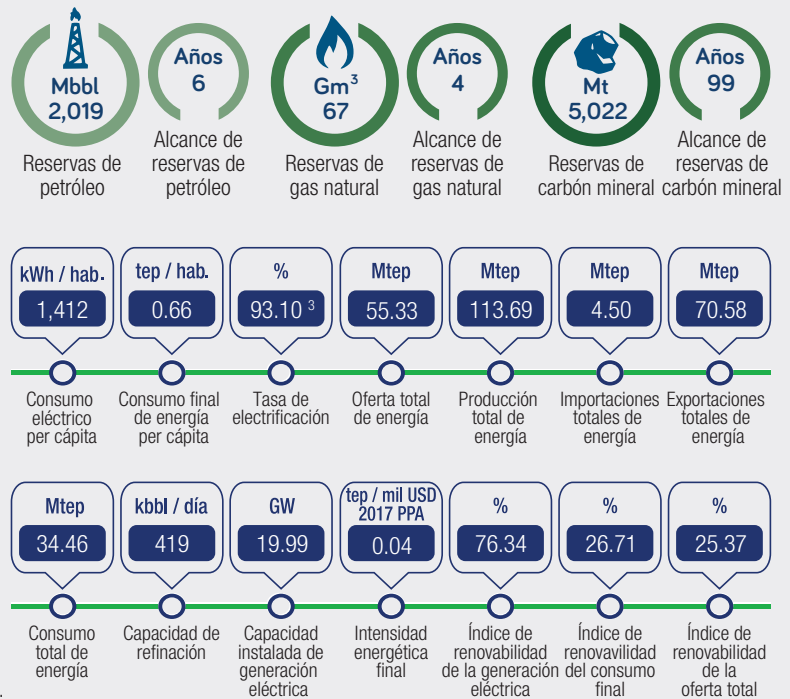 Mbbl
2,019
Reservas de
petróleo
Años
6
Alcance de
reservas de
petróleo
Gm³
67
Reservas de
gas natural
Años
4
Alcance de
reservas de
gas natural
Mt
5,022
Reservas de
carbón mineral
Años
99
Alcance de
reservas de
carbón mineral
kWh / hab.
1,412
Consumo
eléctrico
per cápita
tep / hab.
0.66
Consumo final
de energía
per cápita
%
93.10 ³
Tasa de
electrificación
Mtep
55.33
Oferta total
de energía
Mtep
113.69
Producción
total de
energía
Mtep
4.50
Importaciones
totales de
energía
Mtep
70.58
Exportaciones
totales de
energía
Mtep
34.46
Consumo
total de
energía
kbbl / día
419
Capacidad de
refinación
GW
19.99
Capacidad
instalada de
generación
eléctrica
tep / mil USD
2017 PPA
0.04
Intensidad
energética
final
%
76.34
Índice de
renovabilidad
de la generación
eléctrica
%
26.71
Índice de
renovavilidad
del consumo
final
%
25.37
Índice de
renovabilidad
de la
oferta total